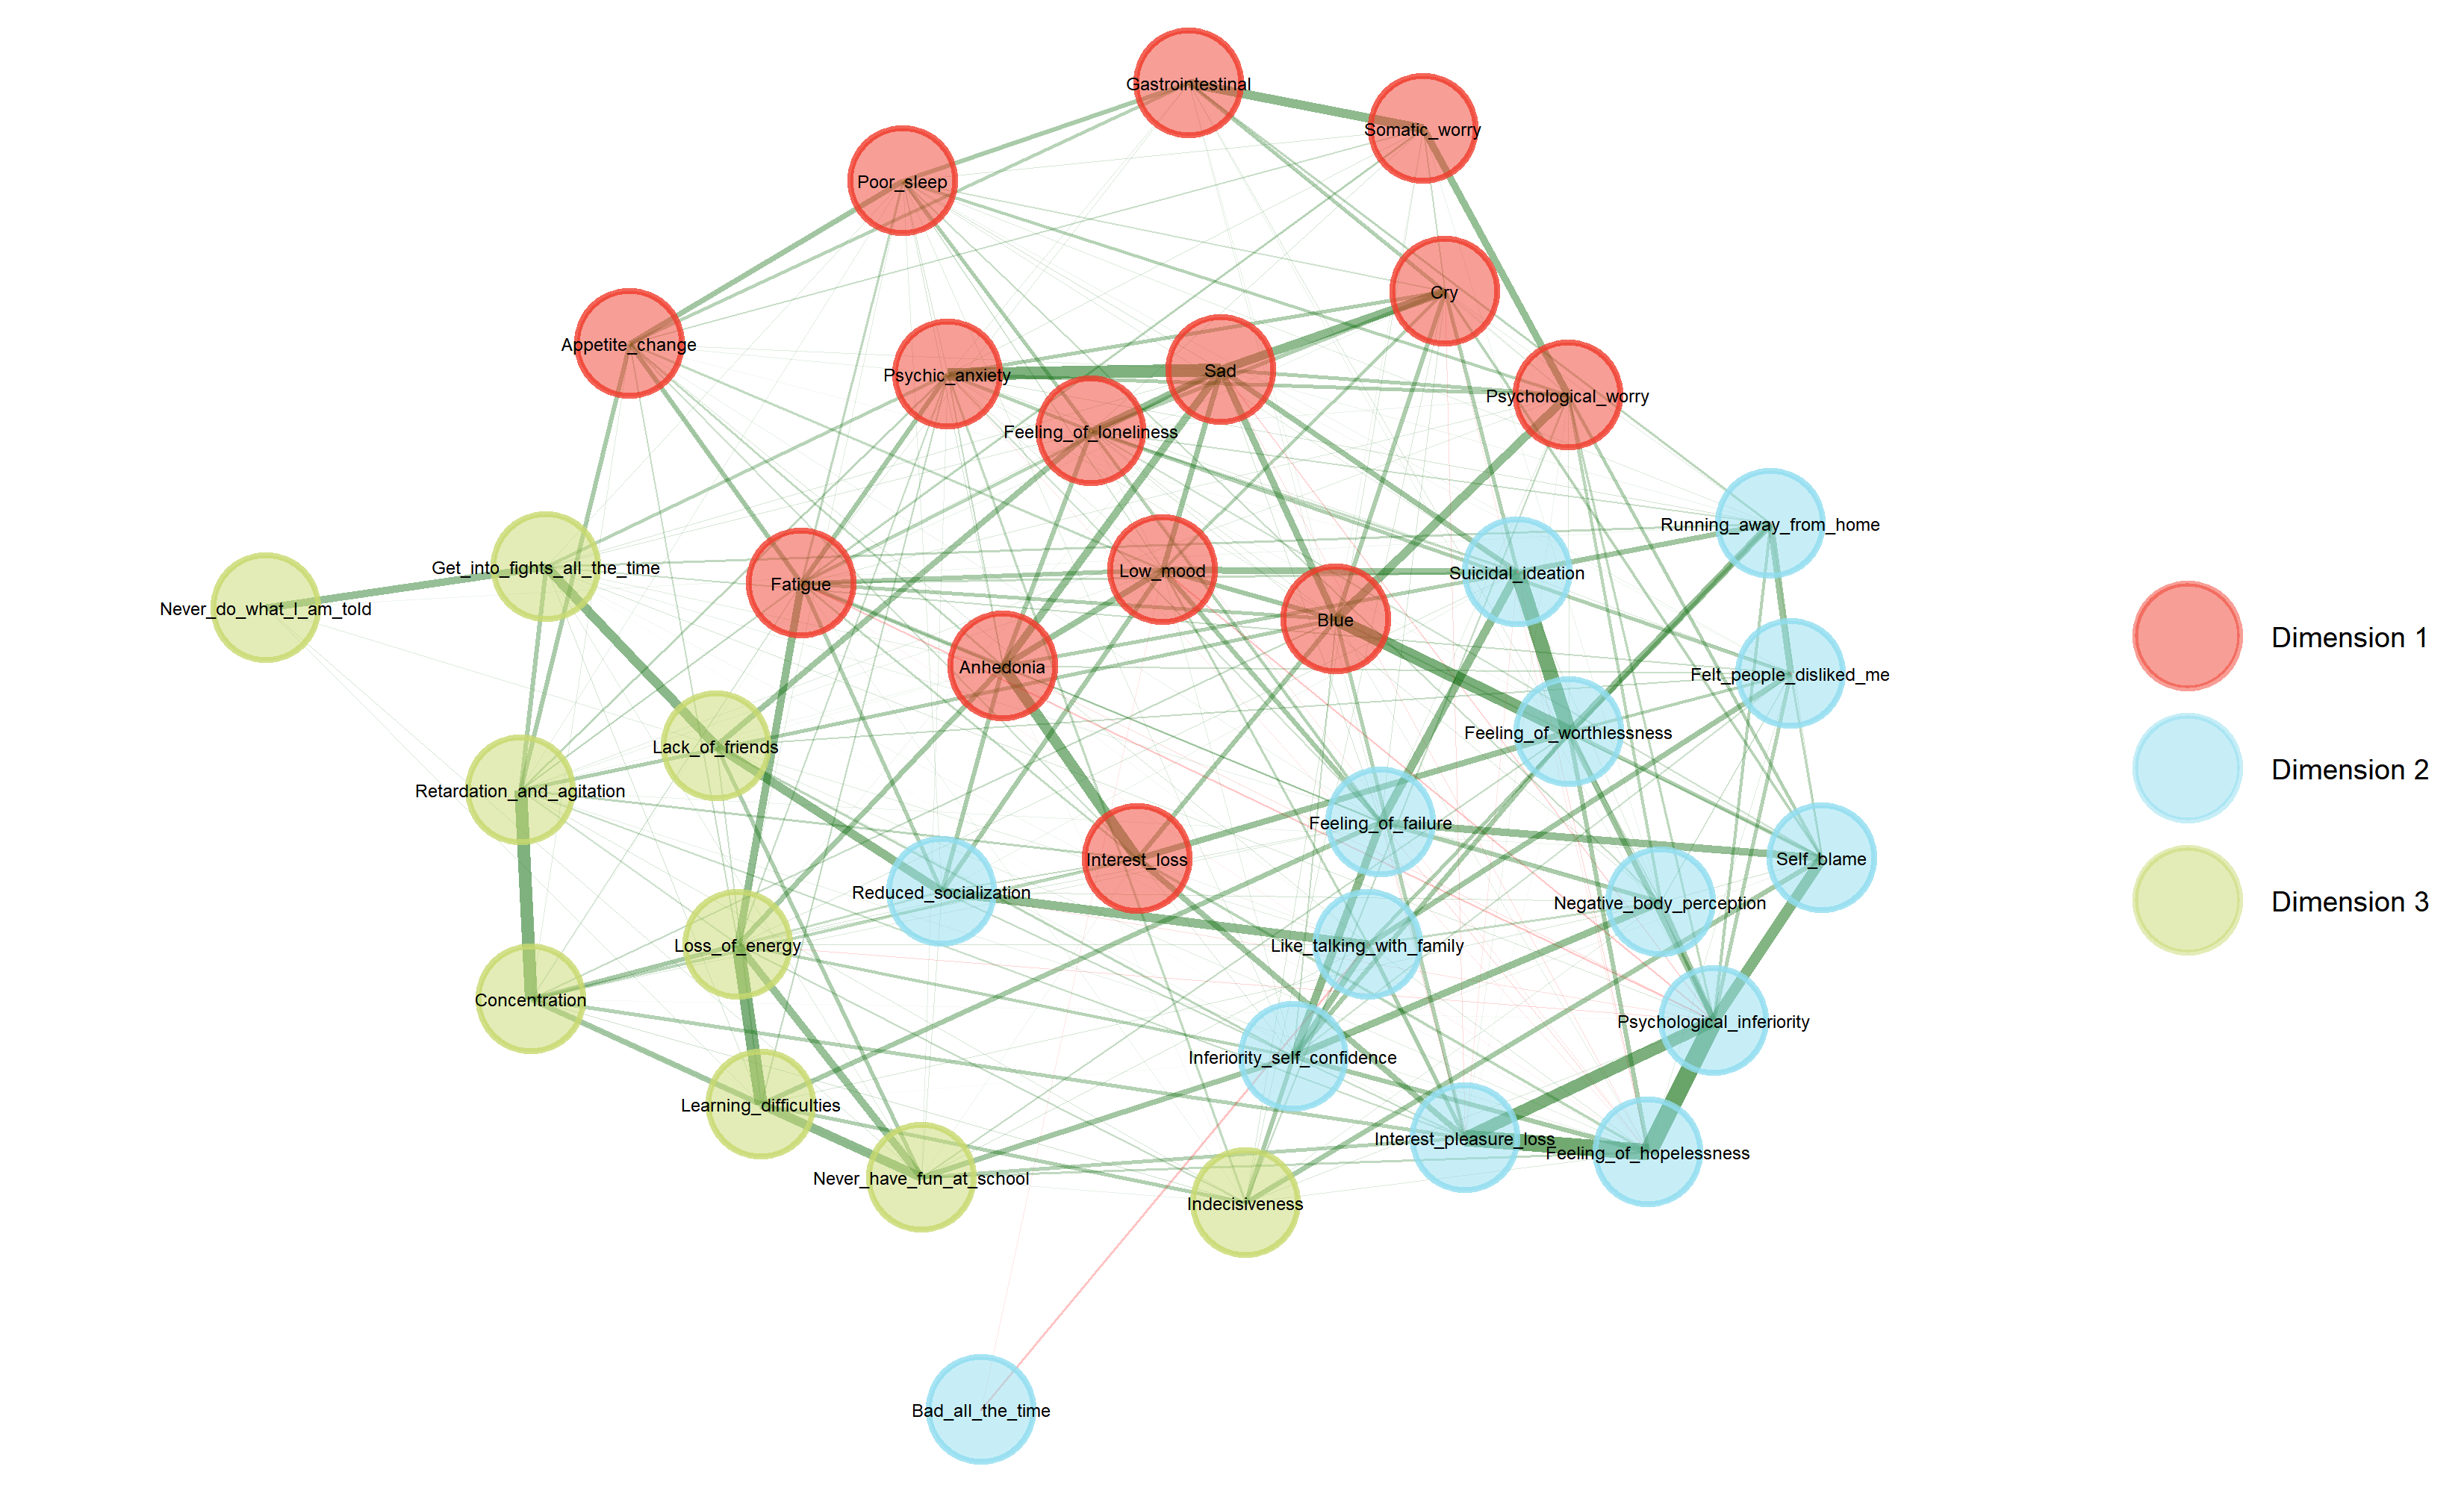 Gastrointestinal
Somatic_worry
Poor_sleep
Cry
Appetite_change
Psychic_anxiety
Sad
Psychological_worry
Feeling_of_loneliness
Running_away_from_home
Get_into_fights_all_the_time
Never_do_what_I_am_told
Fatigue
Low_mood
Suicidal_ideation
Blue
Dimension 1
Anhedonia
Felt_people_disliked_me
Lack_of_friends
Feeling_of_worthlessness
Dimension 2
Retardation_and_agitation
Feeling_of_failure
Interest_loss
Self_blame
Reduced_socialization
Negative_body_perception
Dimension 3
Loss_of_energy
Like_talking_with_family
Concentration
Psychological_inferiority
Inferiority_self_confidence
Learning_difficulties
Interest_pleasure_loss
Feeling_of_hopelessness
Never_have_fun_at_school
Indecisiveness
Bad_all_the_time